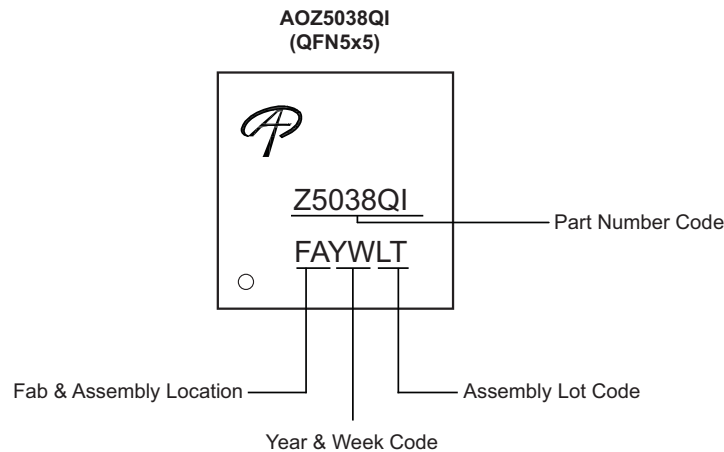 AOZ5038QI
(QFN5x5)
Z5038QI
Part Number Code
FAYWLT
Fab & Assembly Location
Assembly Lot Code
Year & Week Code